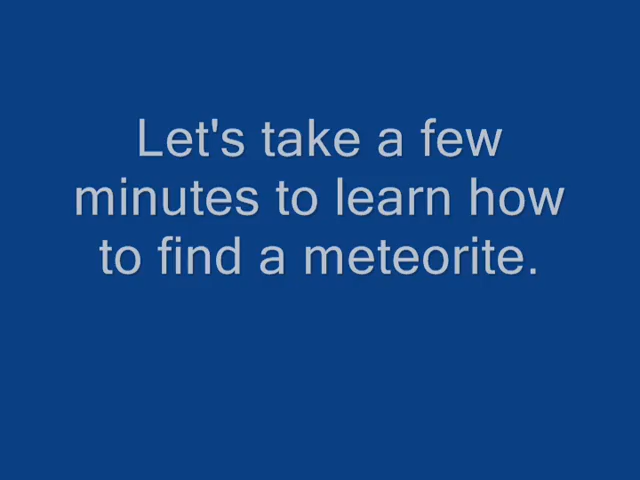 Let's take a few
minutes to learn how
to find a meteorite.